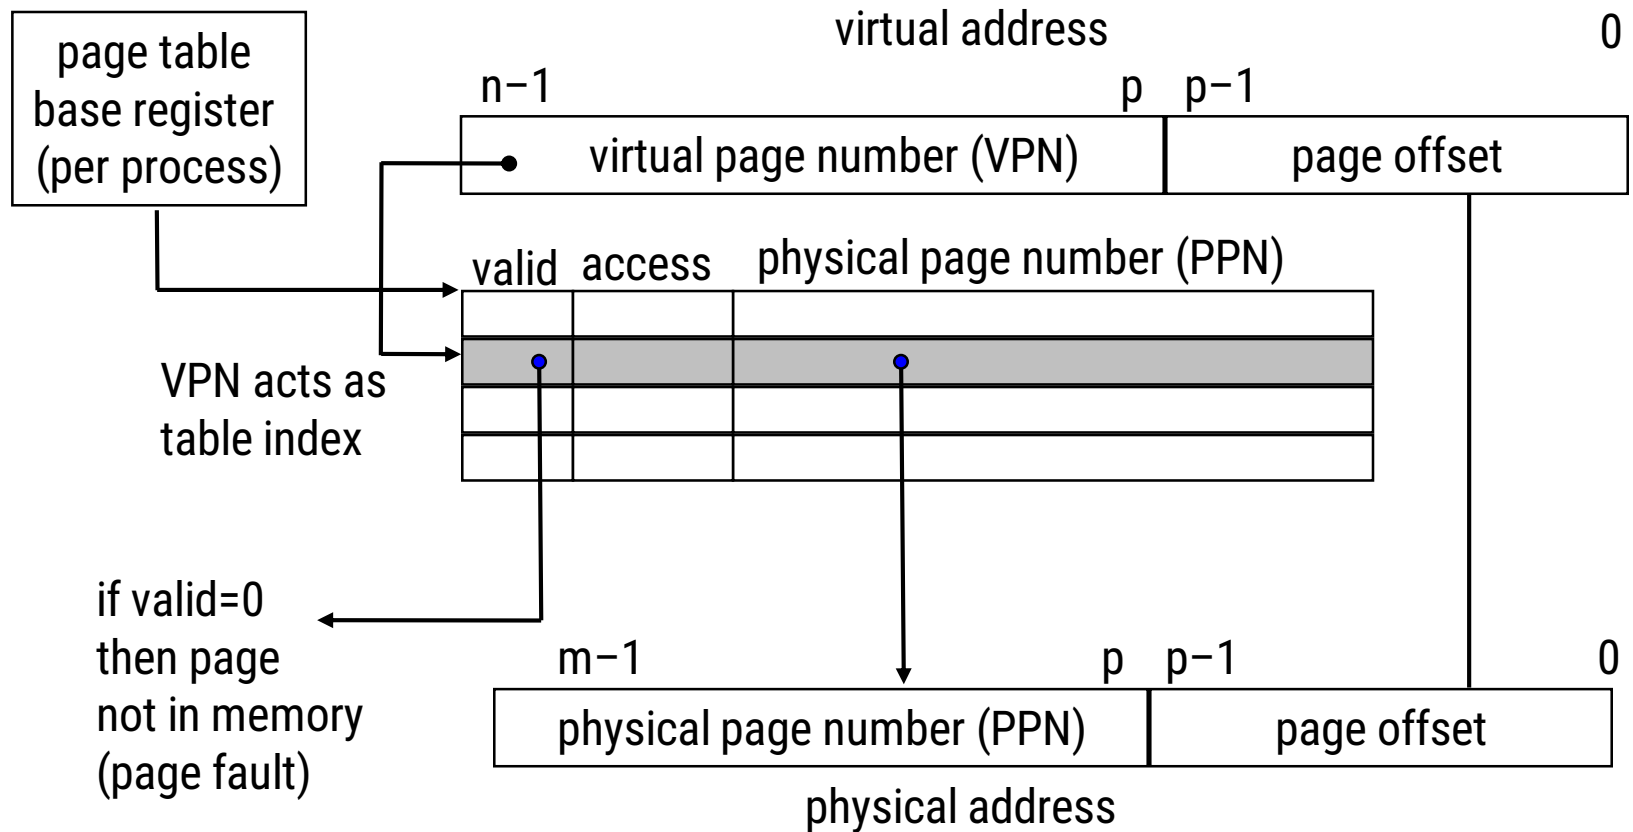 page table
base register
(per process)
virtual address
0
n–1
p
p–1
virtual page number (VPN)
page offset
valid
access
physical page number (PPN)
VPN acts as
table index
if valid=0
then page
not in memory
(page fault)
m–1
p
p–1
0
physical page number (PPN)
page offset
physical address